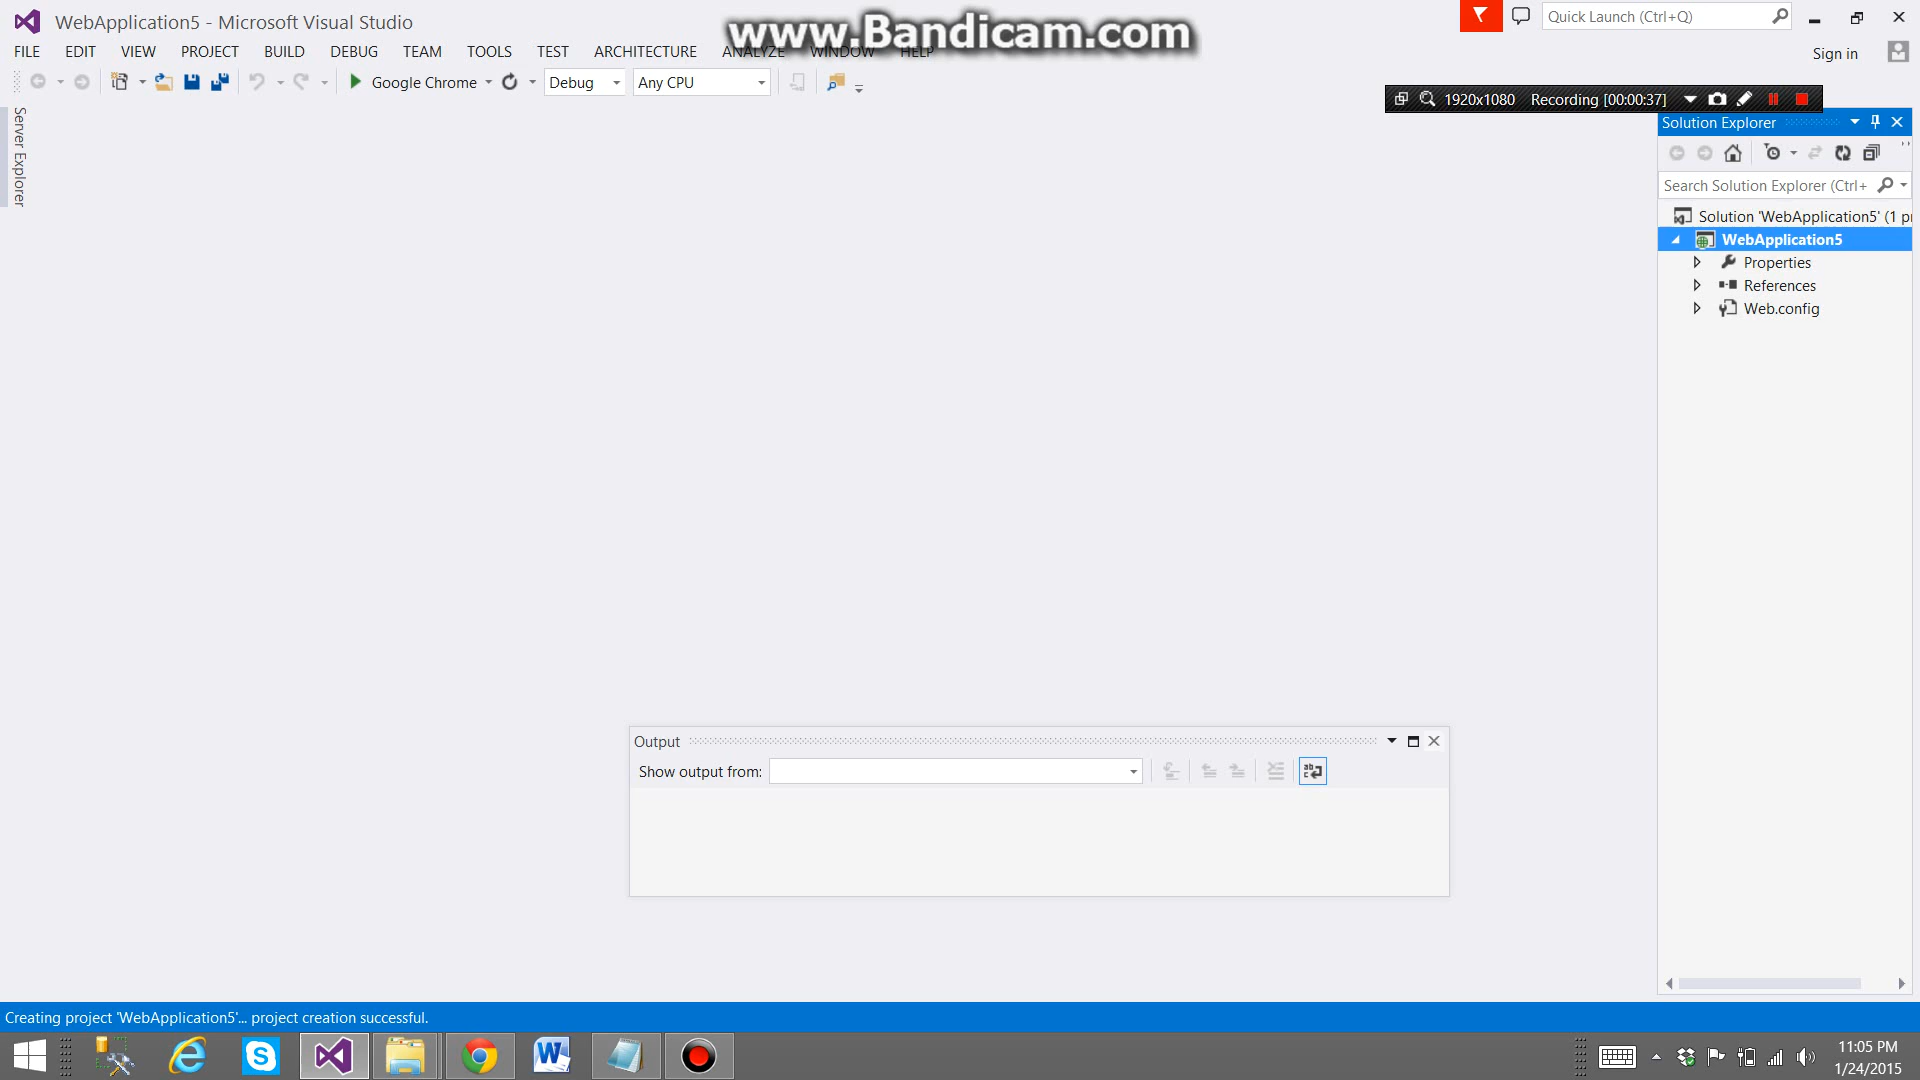 WebApplication5 - Microsoft Visual Studio
www.Bandicam.com
Quick Launch (Ctrl+Q)
FILE EDIT VIEW PROJECT BUILD DEBUG TEAM TOOLS TEST ARCHITECTURE ANALYZE WINDOW HELP
Sign in
Google Chrome Debug Any CPU
1920x1080 Recording [00:00:37]
Server Explorer
Solution Explorer
Search Solution Explorer (Ctrl+
Solution 'WebApplication5' (1 pr
WebApplication5
Properties
References
Web.config
Output
Show output from:
Creating project 'WebApplication5'... project creation successful.
11:05 PM
1/24/2015